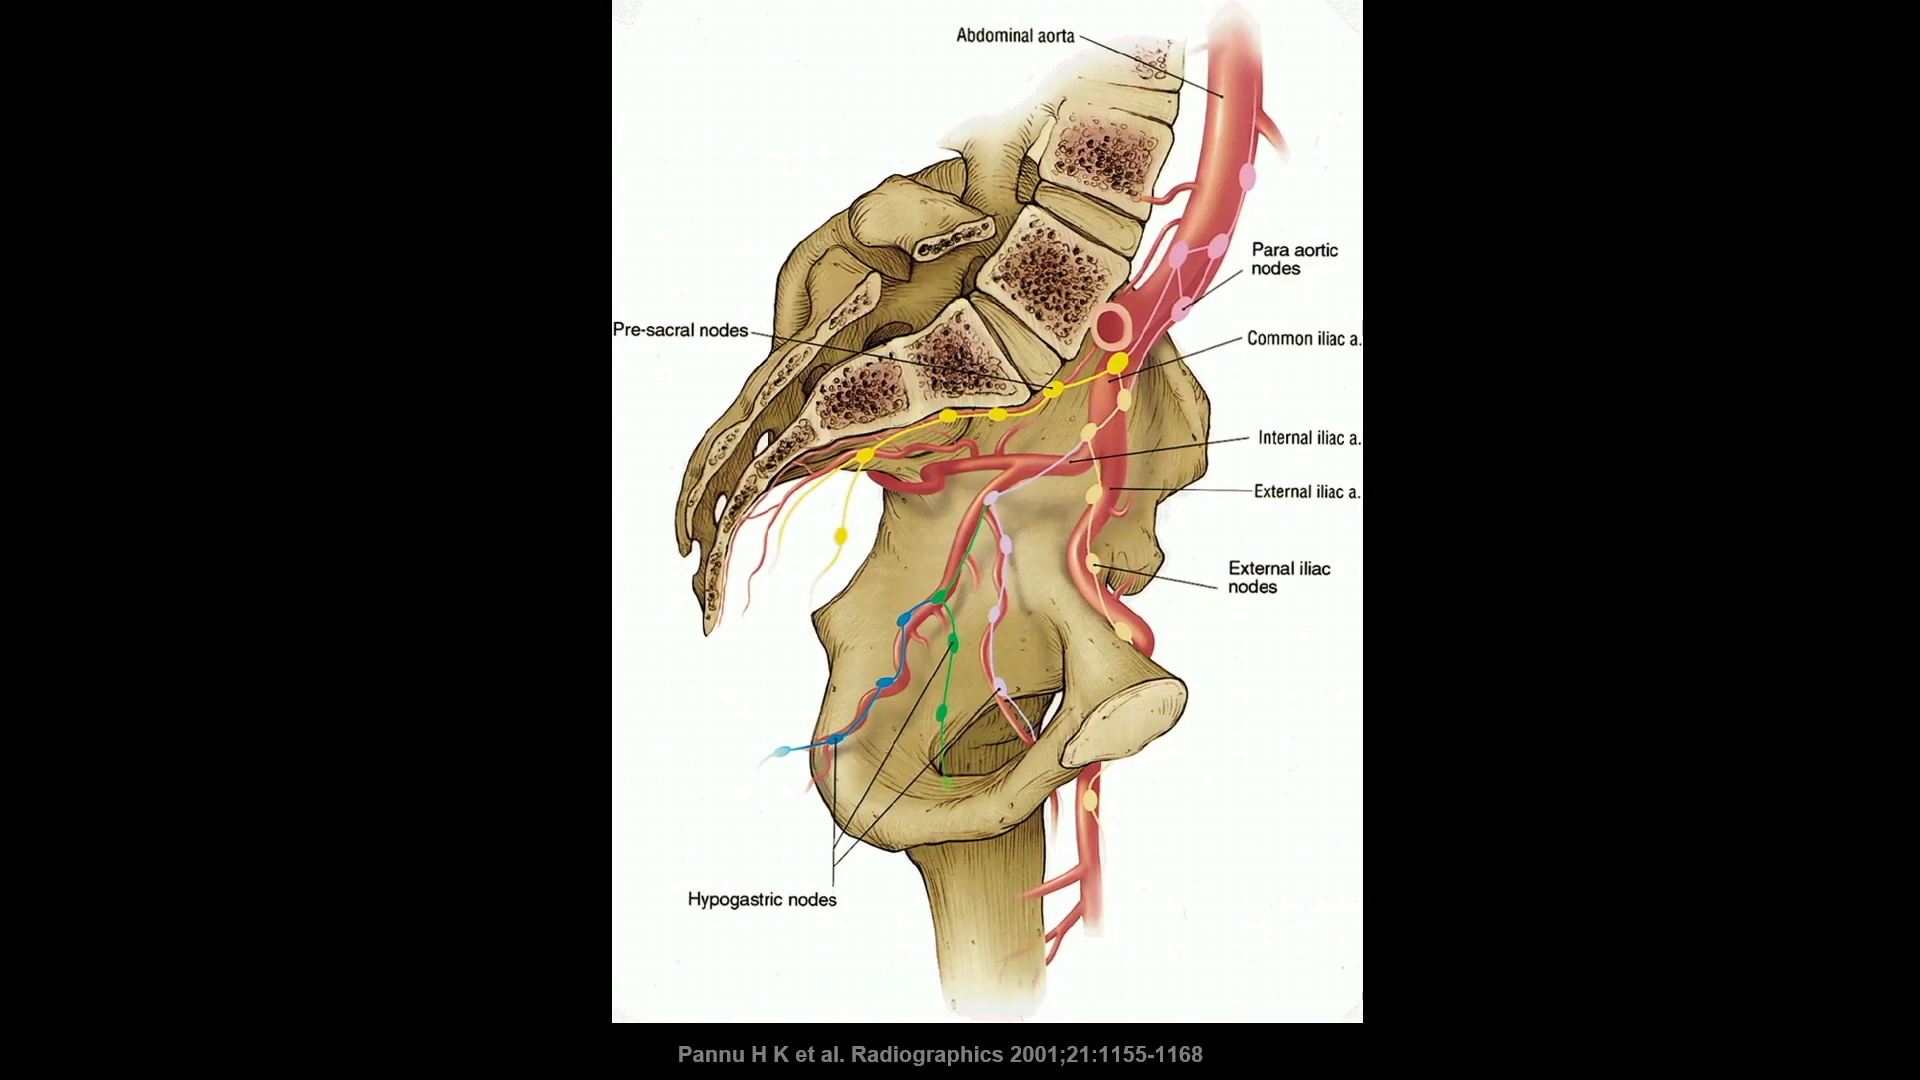 Abdominal aorta
Para aortic
nodes
Pre-sacral nodes
Common iliac a.
Internal iliac a.
External iliac a.
External iliac
nodes
Hypogastric nodes
Pannu H K et al. Radiographics 2001;21:1155-1168